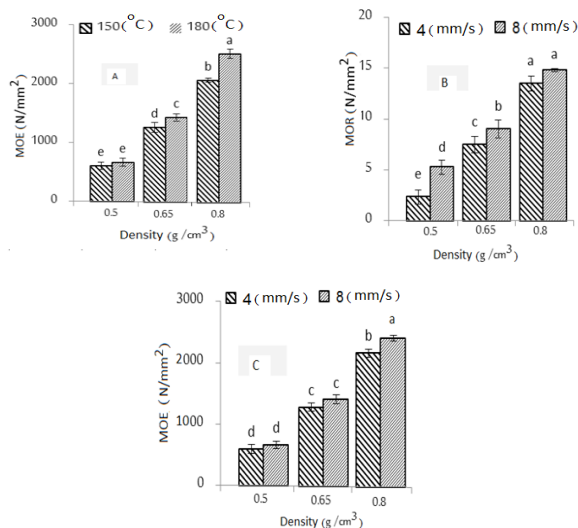 150(°C) 180(°C)
MOE (N/mm²)
3000
2000
1000
0
A
e e d c b a
0.5 0.65 0.8
Density (g/cm³)
4(mm/s) 8(mm/s)
MOR (N/mm²)
20
15
10
5
0
B
e d c b a a
0.5 0.65 0.8
Density (g/cm³)
4(mm/s) 8(mm/s)
MOE (N/mm²)
3000
2000
1000
0
C
d d c c b a
0.5 0.65 0.8
Density (g/cm³)